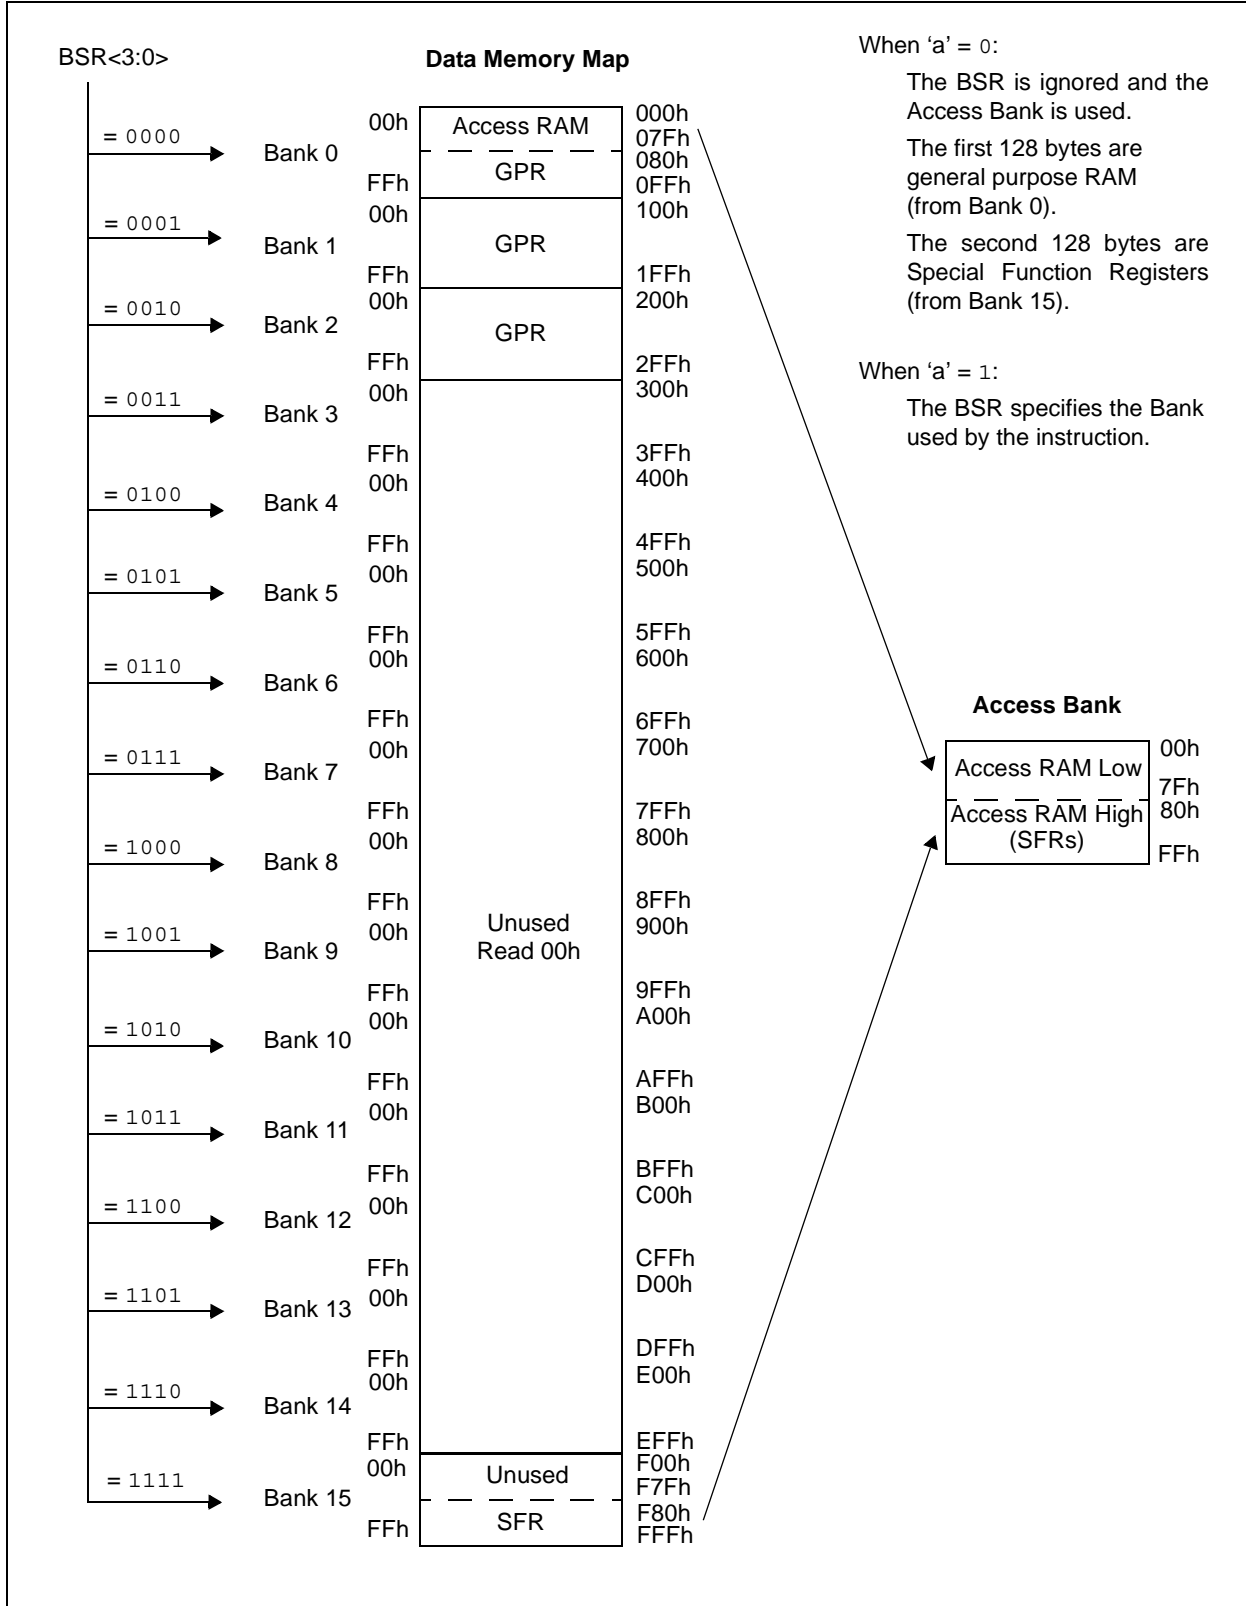 BSR<3:0>
Data Memory Map
= 0000
Bank 0
00h
Access RAM
000h
07Fh
080h
GPR
FFh
0FFh
= 0001
Bank 1
00h
100h
GPR
FFh
1FFh
= 0010
Bank 2
00h
200h
GPR
FFh
2FFh
= 0011
Bank 3
00h
300h
FFh
3FFh
= 0100
Bank 4
00h
400h
FFh
4FFh
= 0101
Bank 5
00h
500h
FFh
5FFh
= 0110
Bank 6
00h
600h
FFh
6FFh
= 0111
Bank 7
00h
700h
FFh
7FFh
= 1000
Bank 8
00h
800h
FFh
8FFh
= 1001
Bank 9
00h
900h
Unused
Read 00h
FFh
9FFh
= 1010
Bank 10
00h
A00h
FFh
AFFh
= 1011
Bank 11
00h
B00h
FFh
BFFh
= 1100
Bank 12
00h
C00h
FFh
CFFh
= 1101
Bank 13
00h
D00h
FFh
DFFh
= 1110
Bank 14
00h
E00h
FFh
EFFh
= 1111
Bank 15
00h
F00h
Unused
F7Fh
F80h
SFR
FFh
FFFh
When ‘a’ = 0:
The BSR is ignored and the
Access Bank is used.
The first 128 bytes are
general purpose RAM
(from Bank 0).
The second 128 bytes are
Special Function Registers
(from Bank 15).
When ‘a’ = 1:
The BSR specifies the Bank
used by the instruction.
Access Bank
00h
Access RAM Low
7Fh
80h
Access RAM High
(SFRs)
FFh